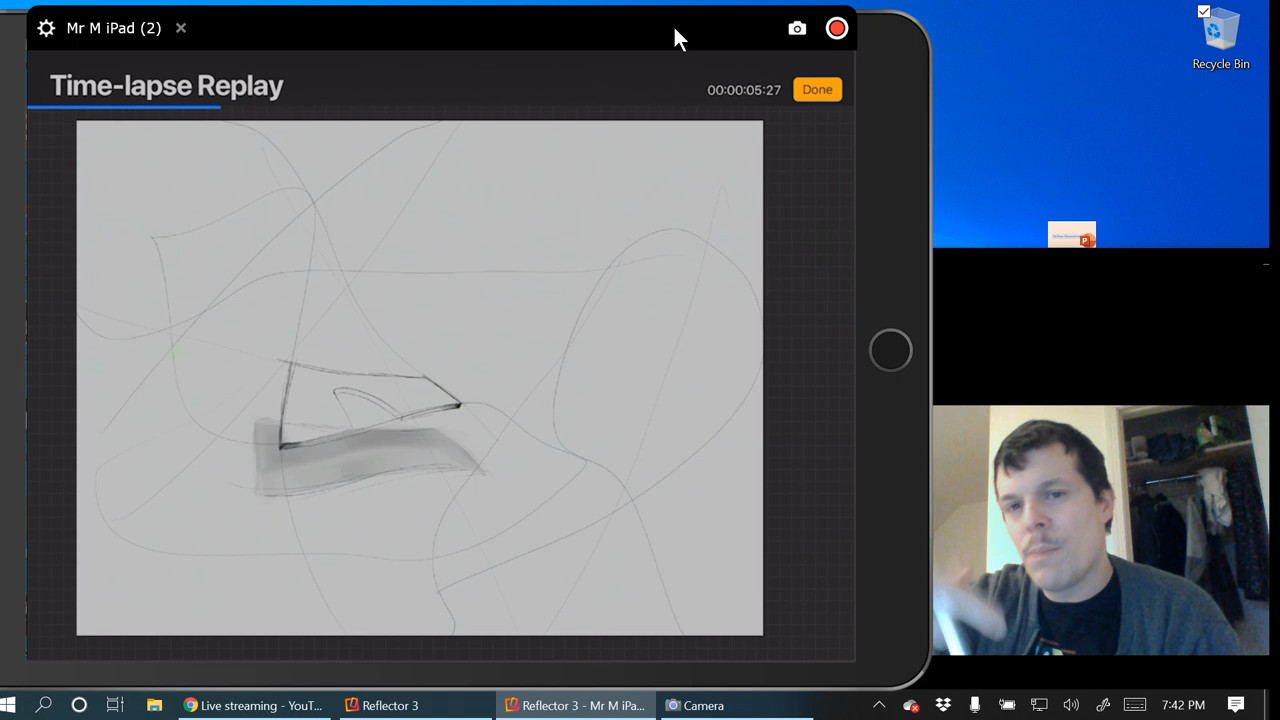 Mr M iPad (2)
Time-lapse Replay
00:00:05:27
Done
Recycle Bin
Live streaming - YouT...
Reflector 3
Reflector 3 - Mr M iPa...
Camera
7:42 PM